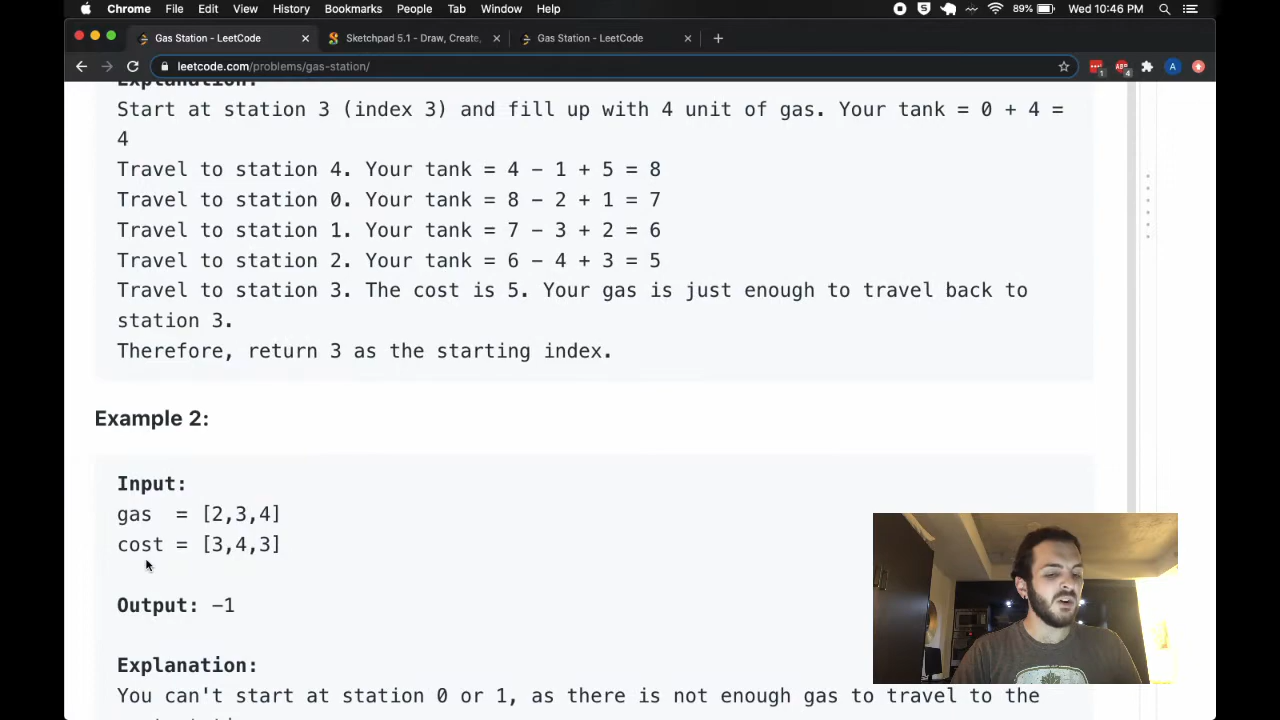 Chrome File Edit View History Bookmarks People Tab Window Help 89% Wed 10:46 PM
Gas Station - LeetCode Sketchpad 5.1 - Draw, Create, Gas Station - LeetCode
leetcode.com/problems/gas-station/
Explanation:
Start at station 3 (index 3) and fill up with 4 unit of gas. Your tank = 0 + 4 =
4
Travel to station 4. Your tank = 4 - 1 + 5 = 8
Travel to station 0. Your tank = 8 - 2 + 1 = 7
Travel to station 1. Your tank = 7 - 3 + 2 = 6
Travel to station 2. Your tank = 6 - 4 + 3 = 5
Travel to station 3. The cost is 5. Your gas is just enough to travel back to
station 3.
Therefore, return 3 as the starting index.
Example 2:
Input:
gas = [2,3,4]
cost = [3,4,3]
Output: -1
Explanation:
You can't start at station 0 or 1, as there is not enough gas to travel to the